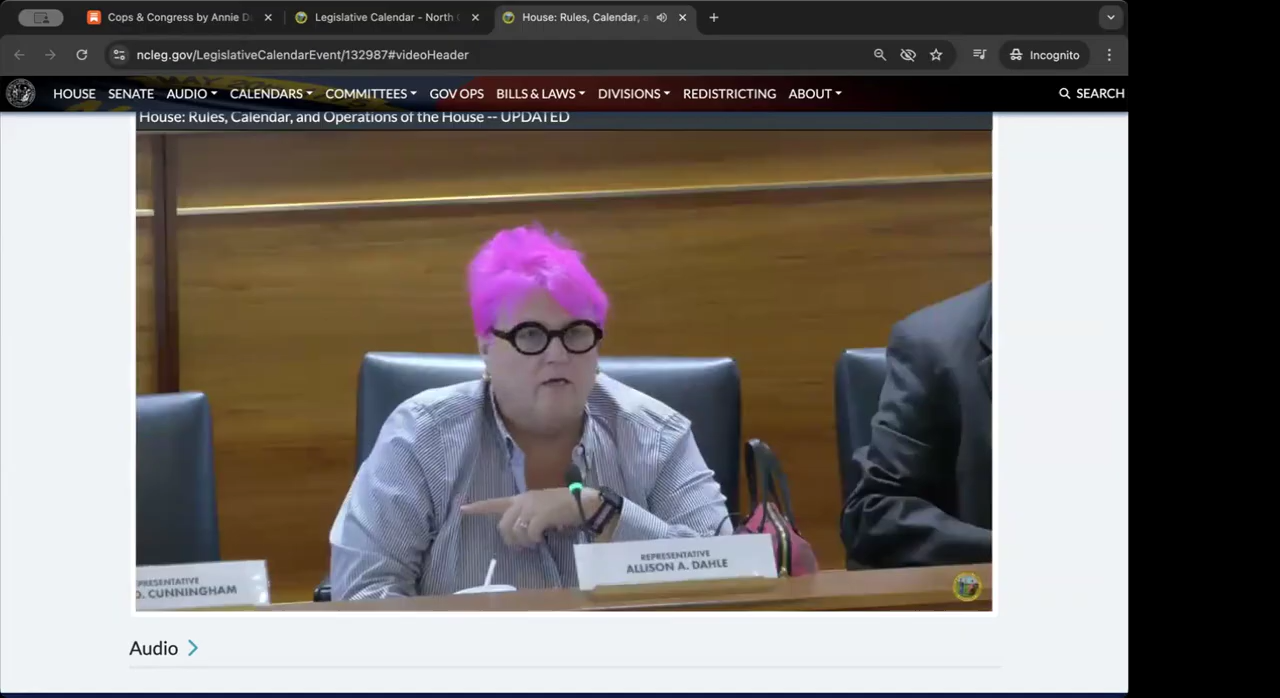 Cops & Congress by Annie D
Legislative Calendar - North
House: Rules, Calendar, a
ncleg.gov/LegislativeCalendarEvent/132987#videoHeader
Incognito
HOUSE SENATE AUDIO CALENDARS COMMITTEES GOV OPS BILLS & LAWS DIVISIONS REDISTRICTING ABOUT SEARCH
House: Rules, Calendar, and Operations of the House -- UPDATED
PRESENTATIVE
D. CUNNINGHAM
REPRESENTATIVE
ALLISON A. DAHLE
Audio